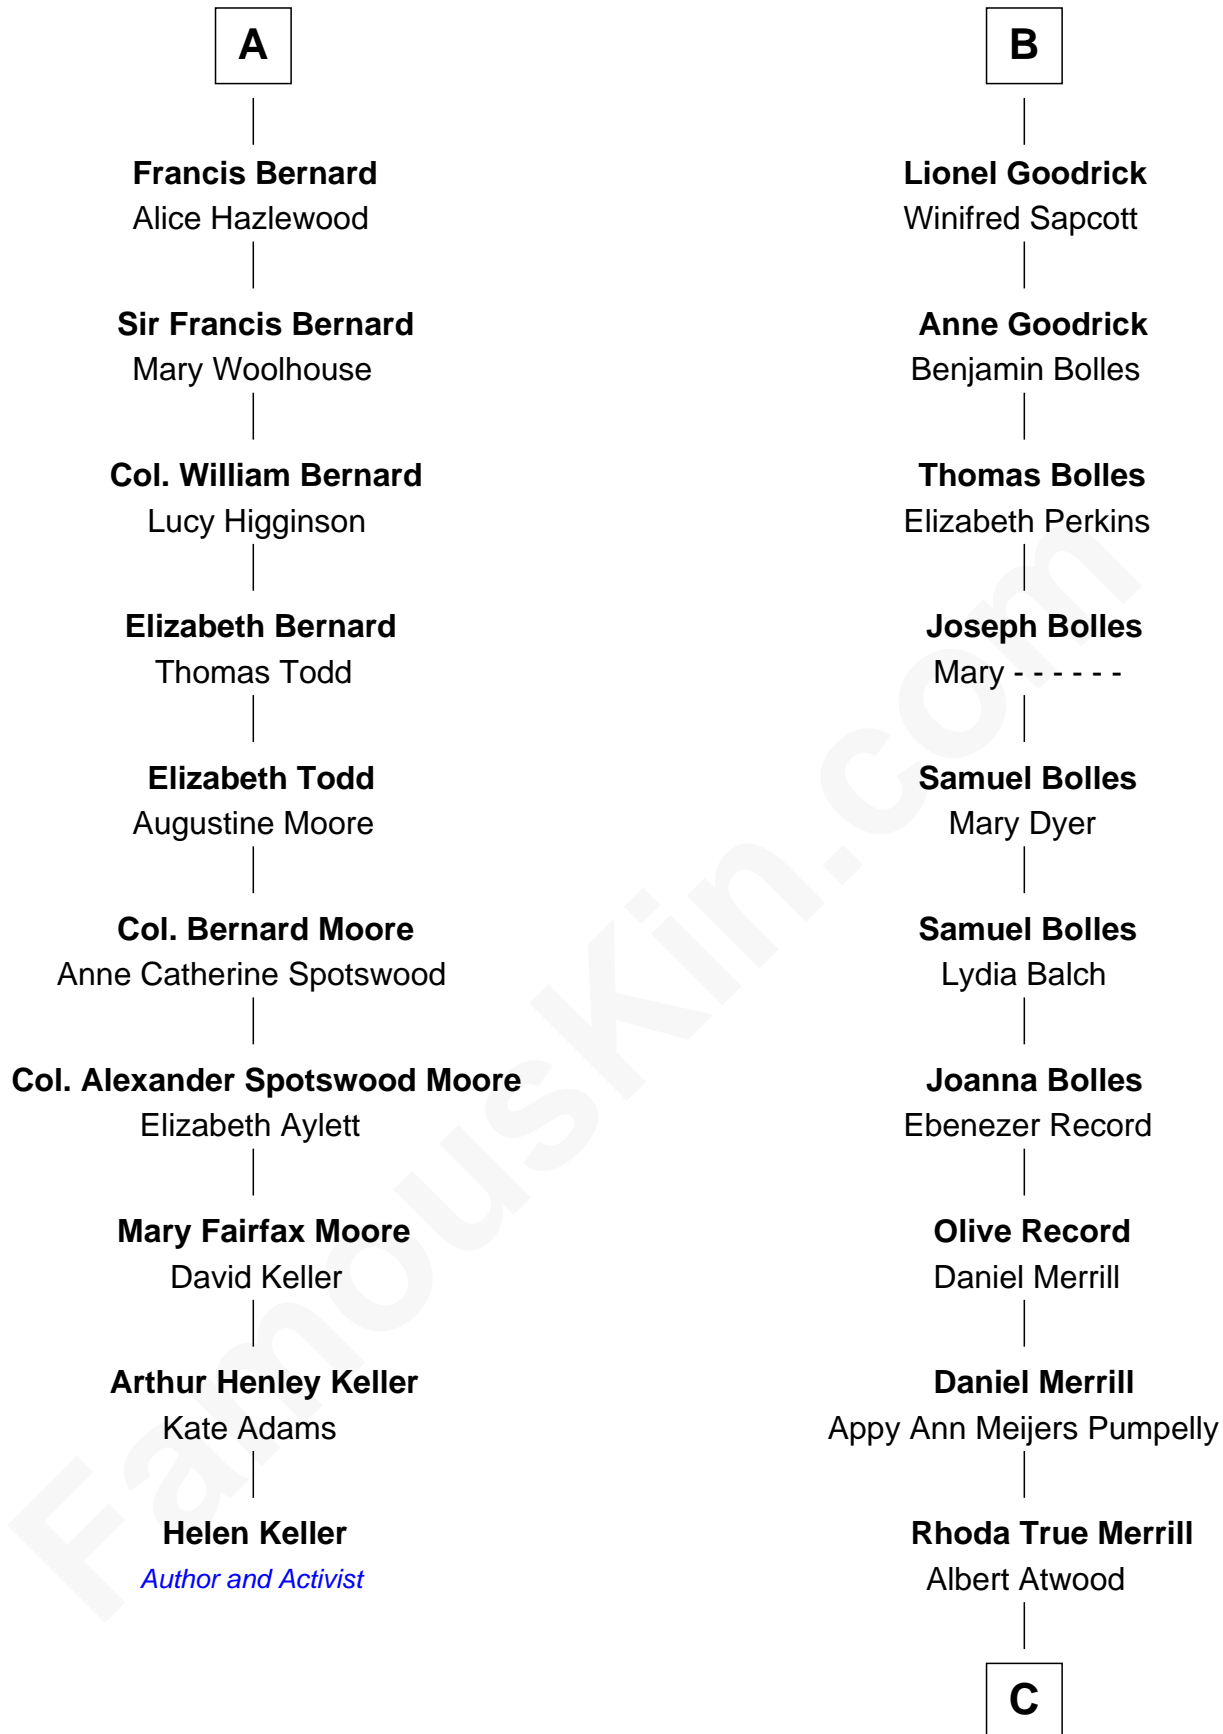 A
Francis Bernard
Alice Hazlewood
Sir Francis Bernard
Mary Woolhouse
Col. William Bernard
Lucy Higginson
Elizabeth Bernard
Thomas Todd
Elizabeth Todd
Augustine Moore
Col. Bernard Moore
Anne Catherine Spotswood
Col. Alexander Spotswood Moore
Elizabeth Aylett
Mary Fairfax Moore
David Keller
Arthur Henley Keller
Kate Adams
Helen Keller
Author and Activist
B
Lionel Goodrick
Winifred Sapcott
Anne Goodrick
Benjamin Bolles
Thomas Bolles
Elizabeth Perkins
Joseph Bolles
Mary - - - - - -
Samuel Bolles
Mary Dyer
Samuel Bolles
Lydia Balch
Joanna Bolles
Ebenezer Record
Olive Record
Daniel Merrill
Daniel Merrill
Appy Ann Meijers Pumpelly
Rhoda True Merrill
Albert Atwood
C
FamousKin.com